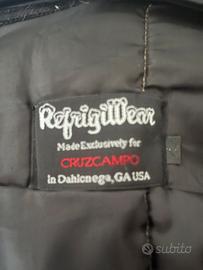 RefrigiWear
Made Exclusively for
CRUZCAMPO
in Dahlonega, GA USA
subito